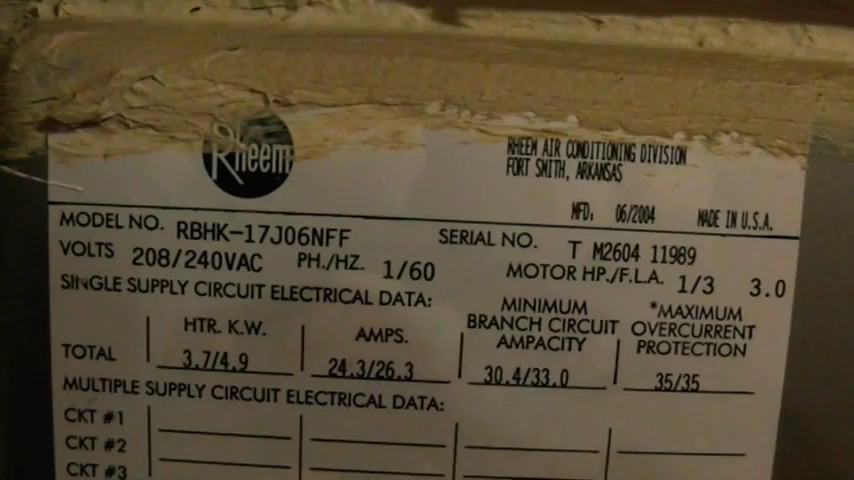 Rheem
RHEEM AIR CONDITIONING DIVISION
FORT SMITH, ARKANSAS
MFD. 06/2004 MADE IN U.S.A.
MODEL NO. RBHK-17J06NFF SERIAL NO. T M2604 11989
VOLTS 208/240VAC PH./HZ. 1/60 MOTOR HP./F.L.A. 1/3 3.0
SINGLE SUPPLY CIRCUIT ELECTRICAL DATA:
HTR. K.W. AMPS. MINIMUM BRANCH CIRCUIT AMPACITY *MAXIMUM OVERCURRENT PROTECTION
TOTAL 3.7/4.9 24.3/26.3 30.4/33.0 35/35
MULTIPLE SUPPLY CIRCUIT ELECTRICAL DATA:
CKT #1
CKT #2
CKT #3